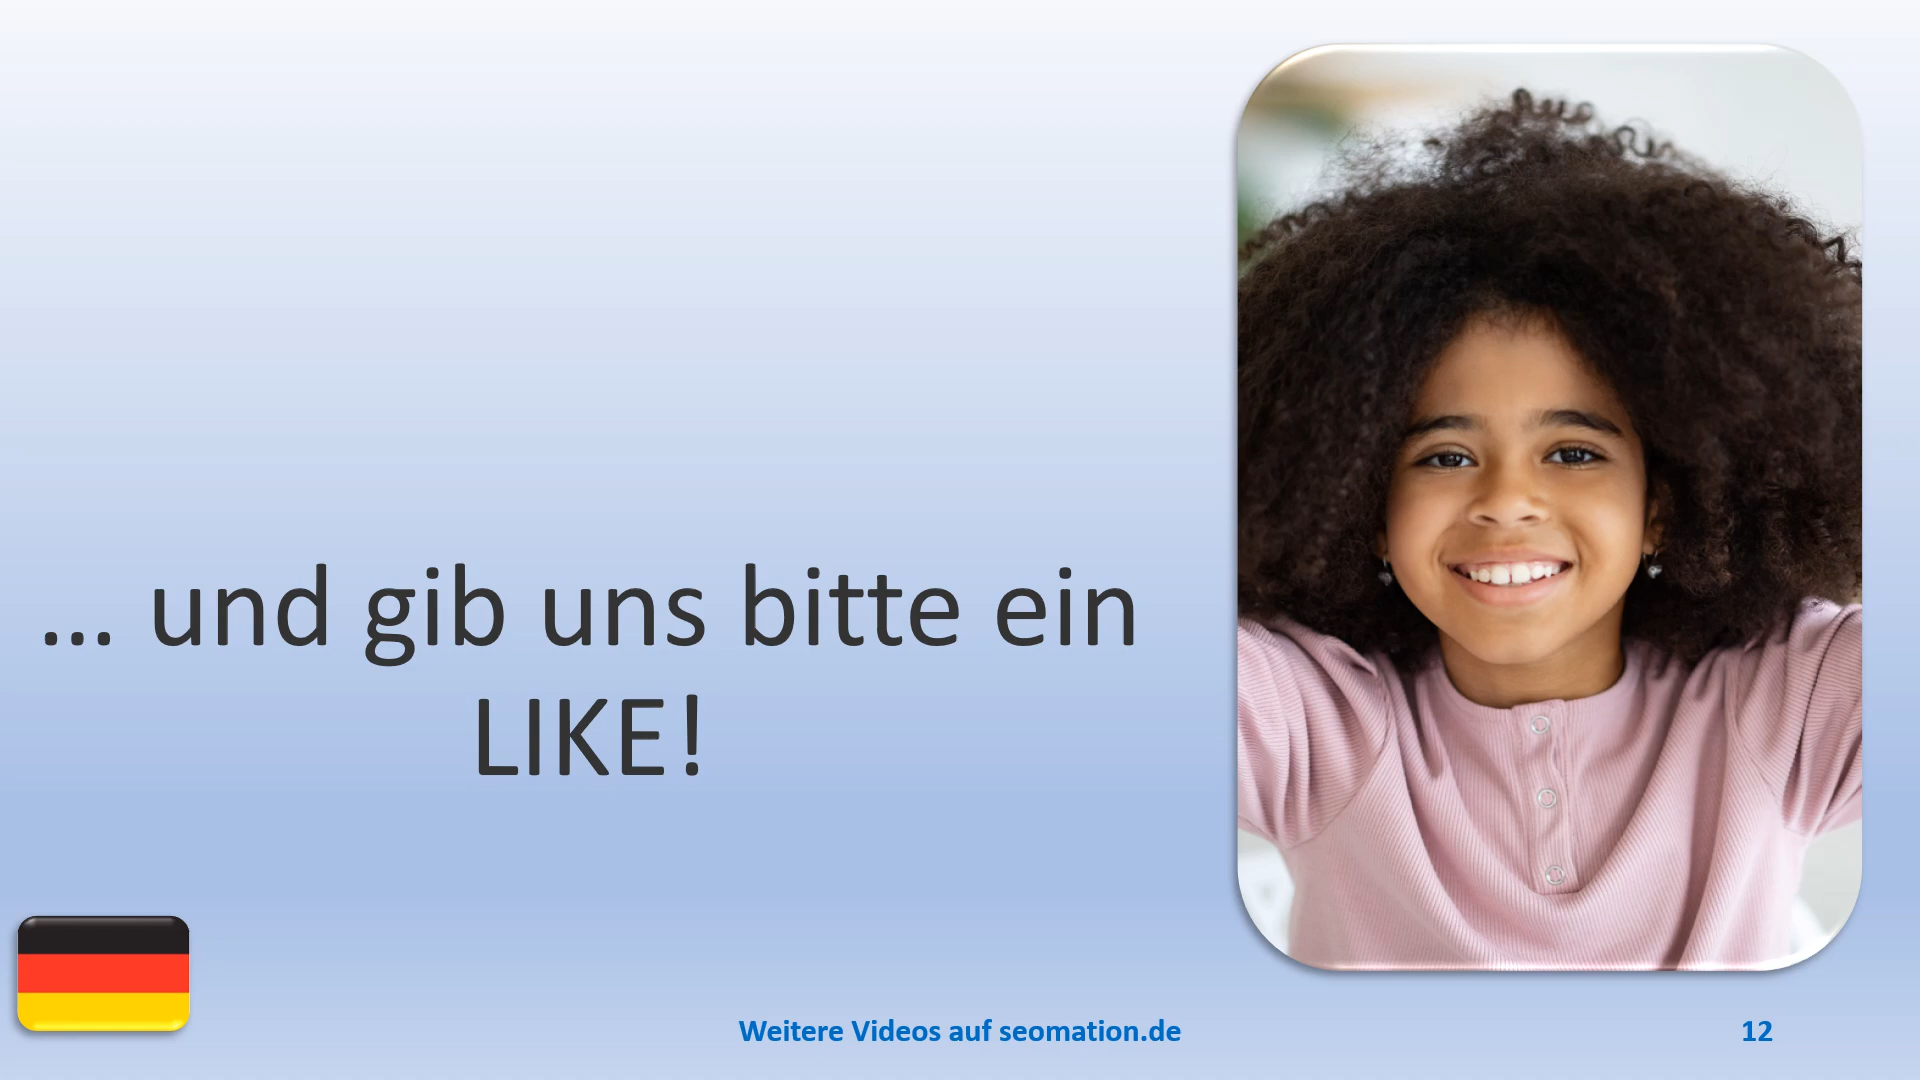 ... und gib uns bitte ein
LIKE!
Weitere Videos auf seomation.de
12